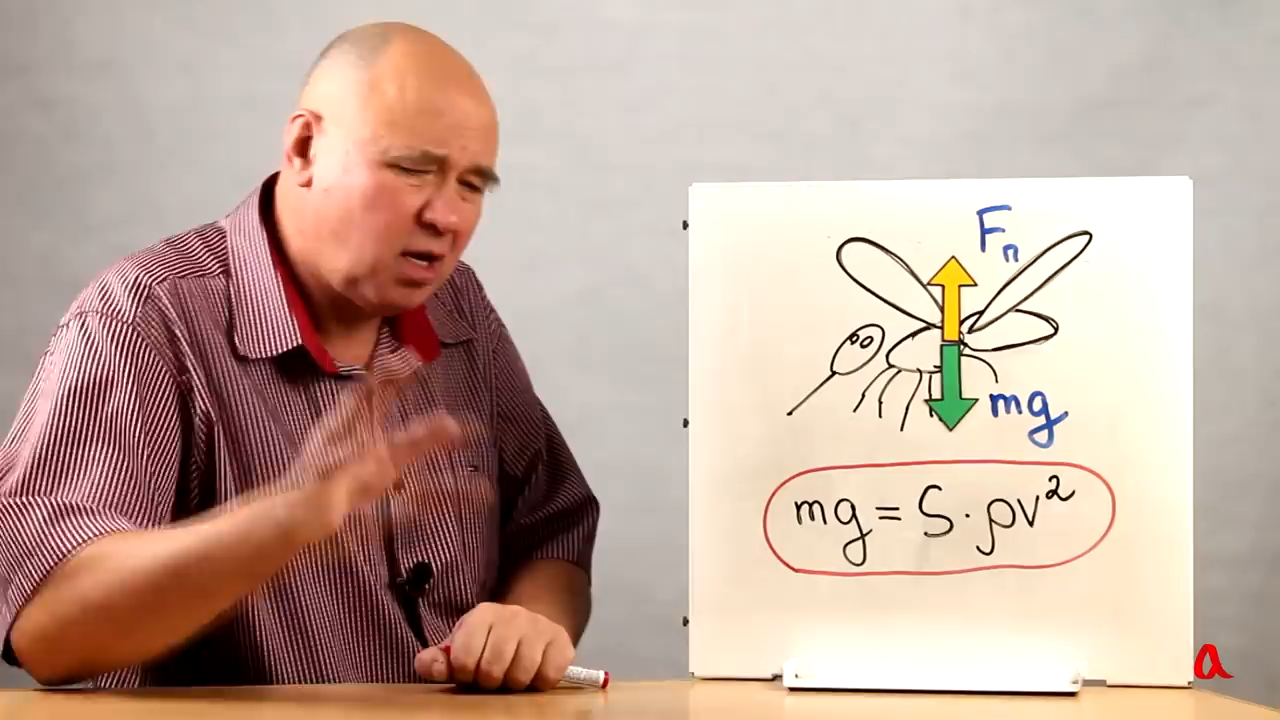 Fп
mg
mg = S · ρv²
a